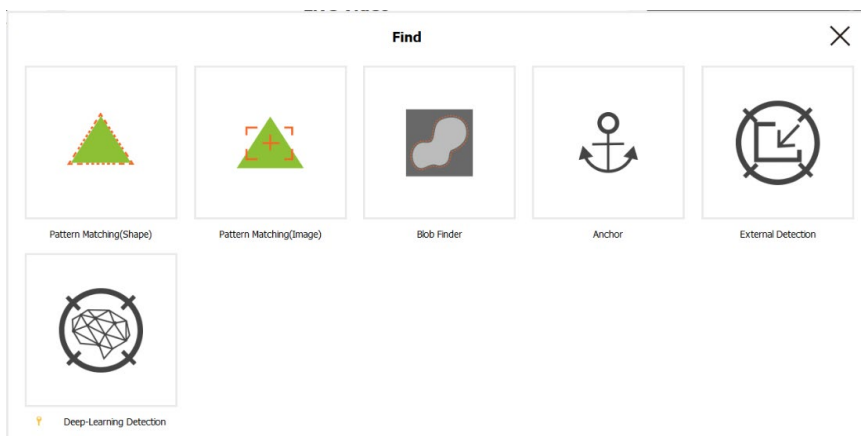 Find
Pattern Matching(Shape)
Pattern Matching(Image)
Blob Finder
Anchor
External Detection
Deep-Learning Detection